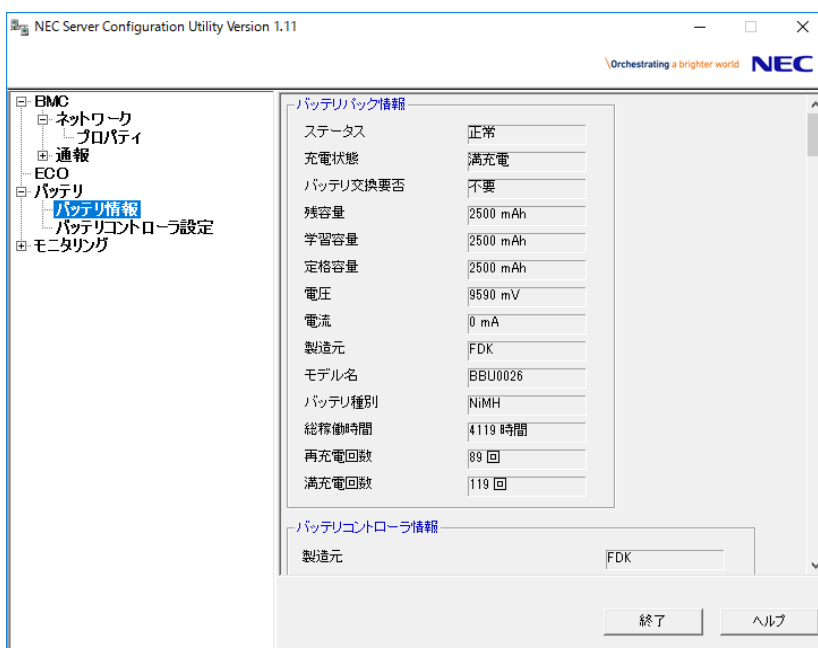 NEC Server Configuration Utility Version 1.11
\Orchestrating a brighter world NEC
BMC
ネットワーク
プロパティ
通報
ECO
バッテリ
バッテリ情報
バッテリコントローラ設定
モニタリング
バッテリパック情報
ステータス 正常
充電状態 満充電
バッテリ交換要否 不要
残容量 2500 mAh
学習容量 2500 mAh
定格容量 2500 mAh
電圧 9590 mV
電流 0 mA
製造元 FDK
モデル名 BBU0026
バッテリ種別 NiMH
総稼働時間 4119 時間
再充電回数 89 回
満充電回数 119 回
バッテリコントローラ情報
製造元 FDK
終了 ヘルプ